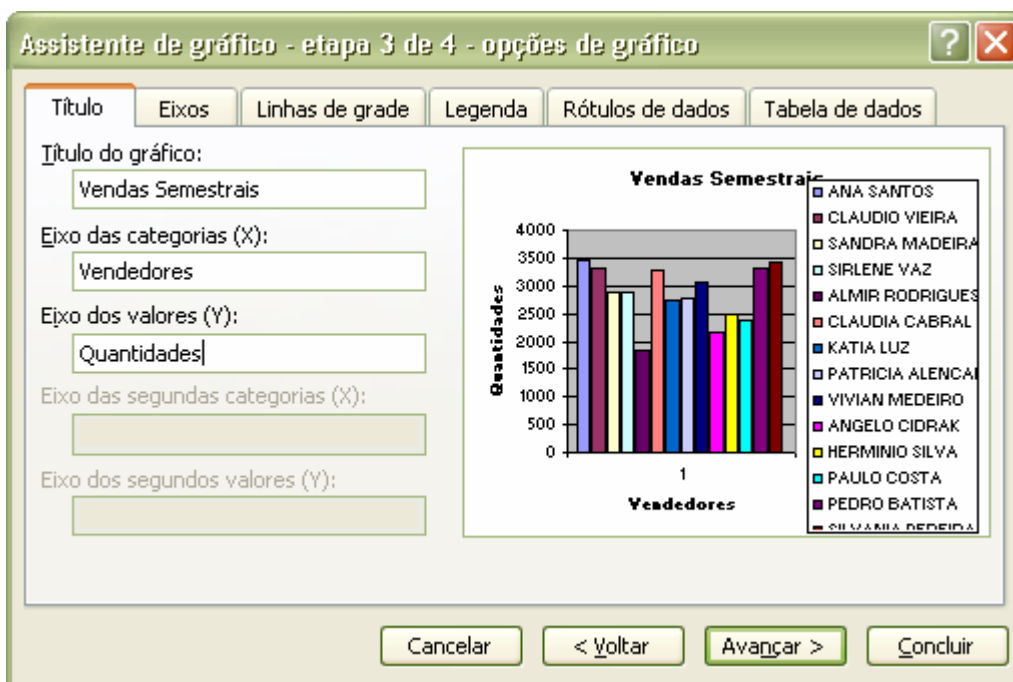 Assistente de gráfico - etapa 3 de 4 - opções de gráfico
Título
Eixos
Linhas de grade
Legenda
Rótulos de dados
Tabela de dados
Título do gráfico:
Vendas Semestrais
Eixo das categorias (X):
Vendedores
Eixo dos valores (Y):
Quantidades
Eixo das segundas categorias (X):
Eixo dos segundos valores (Y):
Vendas Semestrais
4000
3500
3000
2500
2000
1500
1000
500
0
Quantidades
1
Vendedores
ANA SANTOS
CLAUDIO VIEIRA
SANDRA MADEIRA
SIRLENE VAZ
ALMIR RODRIGUES
CLAUDIA CABRAL
KATIA LUZ
PATRICIA ALENCAI
VIVIAN MEDEIRO
ANGELO CIDRAK
HERMINIO SILVA
PAULO COSTA
PEDRO BATISTA
Cancelar
< Voltar
Avançar >
Concluir